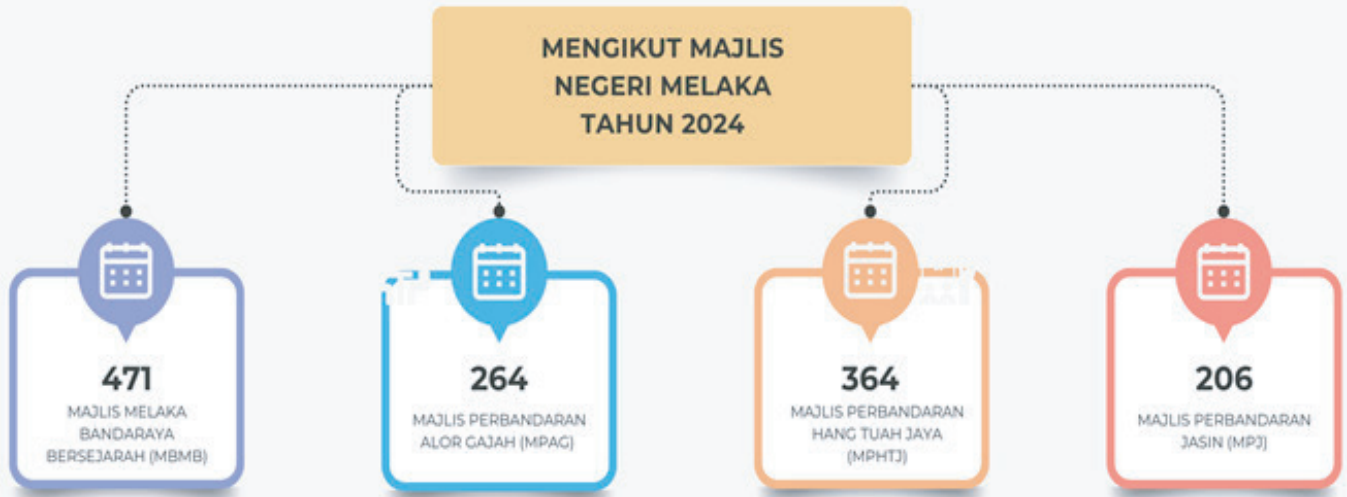 MENGIKUT MAJLIS
NEGERI MELAKA
TAHUN 2024
471
MAJLIS MELAKA
BANDARAYA
BERSEJARAH (MBMB)
264
MAJLIS PERBANDARAN
ALOR GAJAH (MPAG)
364
MAJLIS PERBANDARAN
HANG TUAH JAYA
(MPHTJ)
206
MAJLIS PERBANDARAN
JASIN (MPJ)